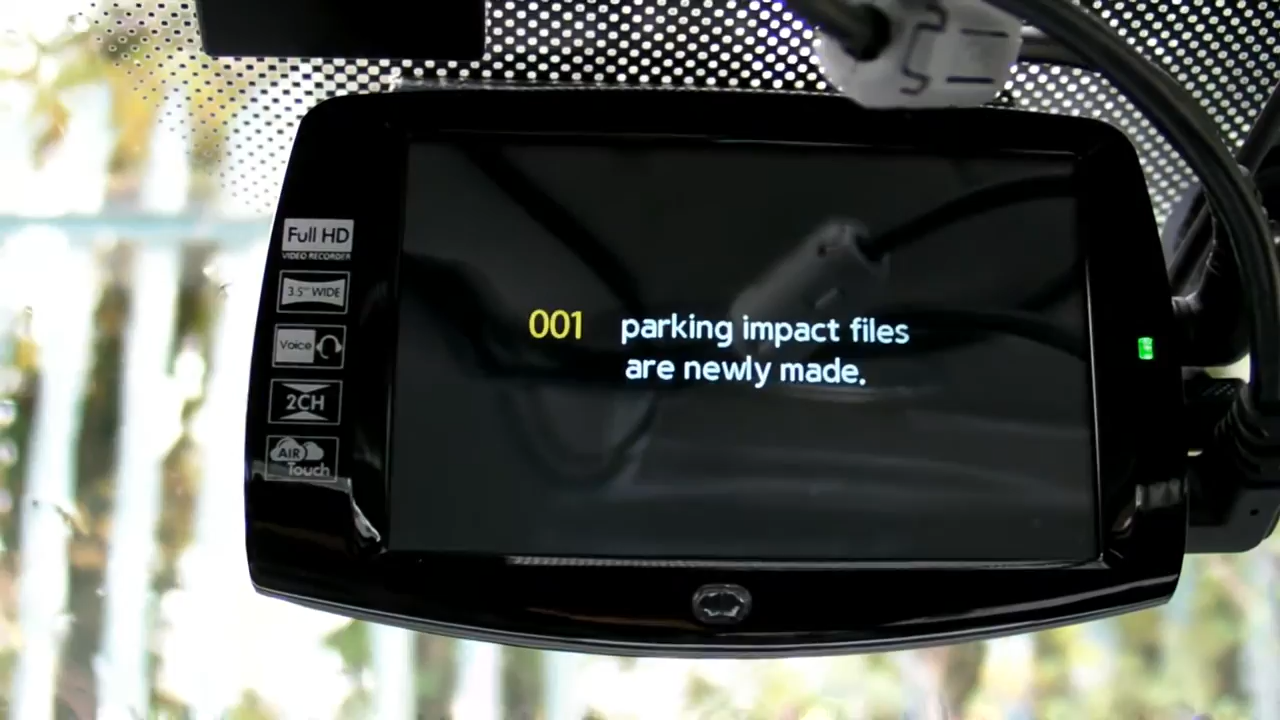 Full HD
VIDEO RECORDER
3.5" WIDE
Voice
2CH
AIR
Touch
001 parking impact files
are newly made.